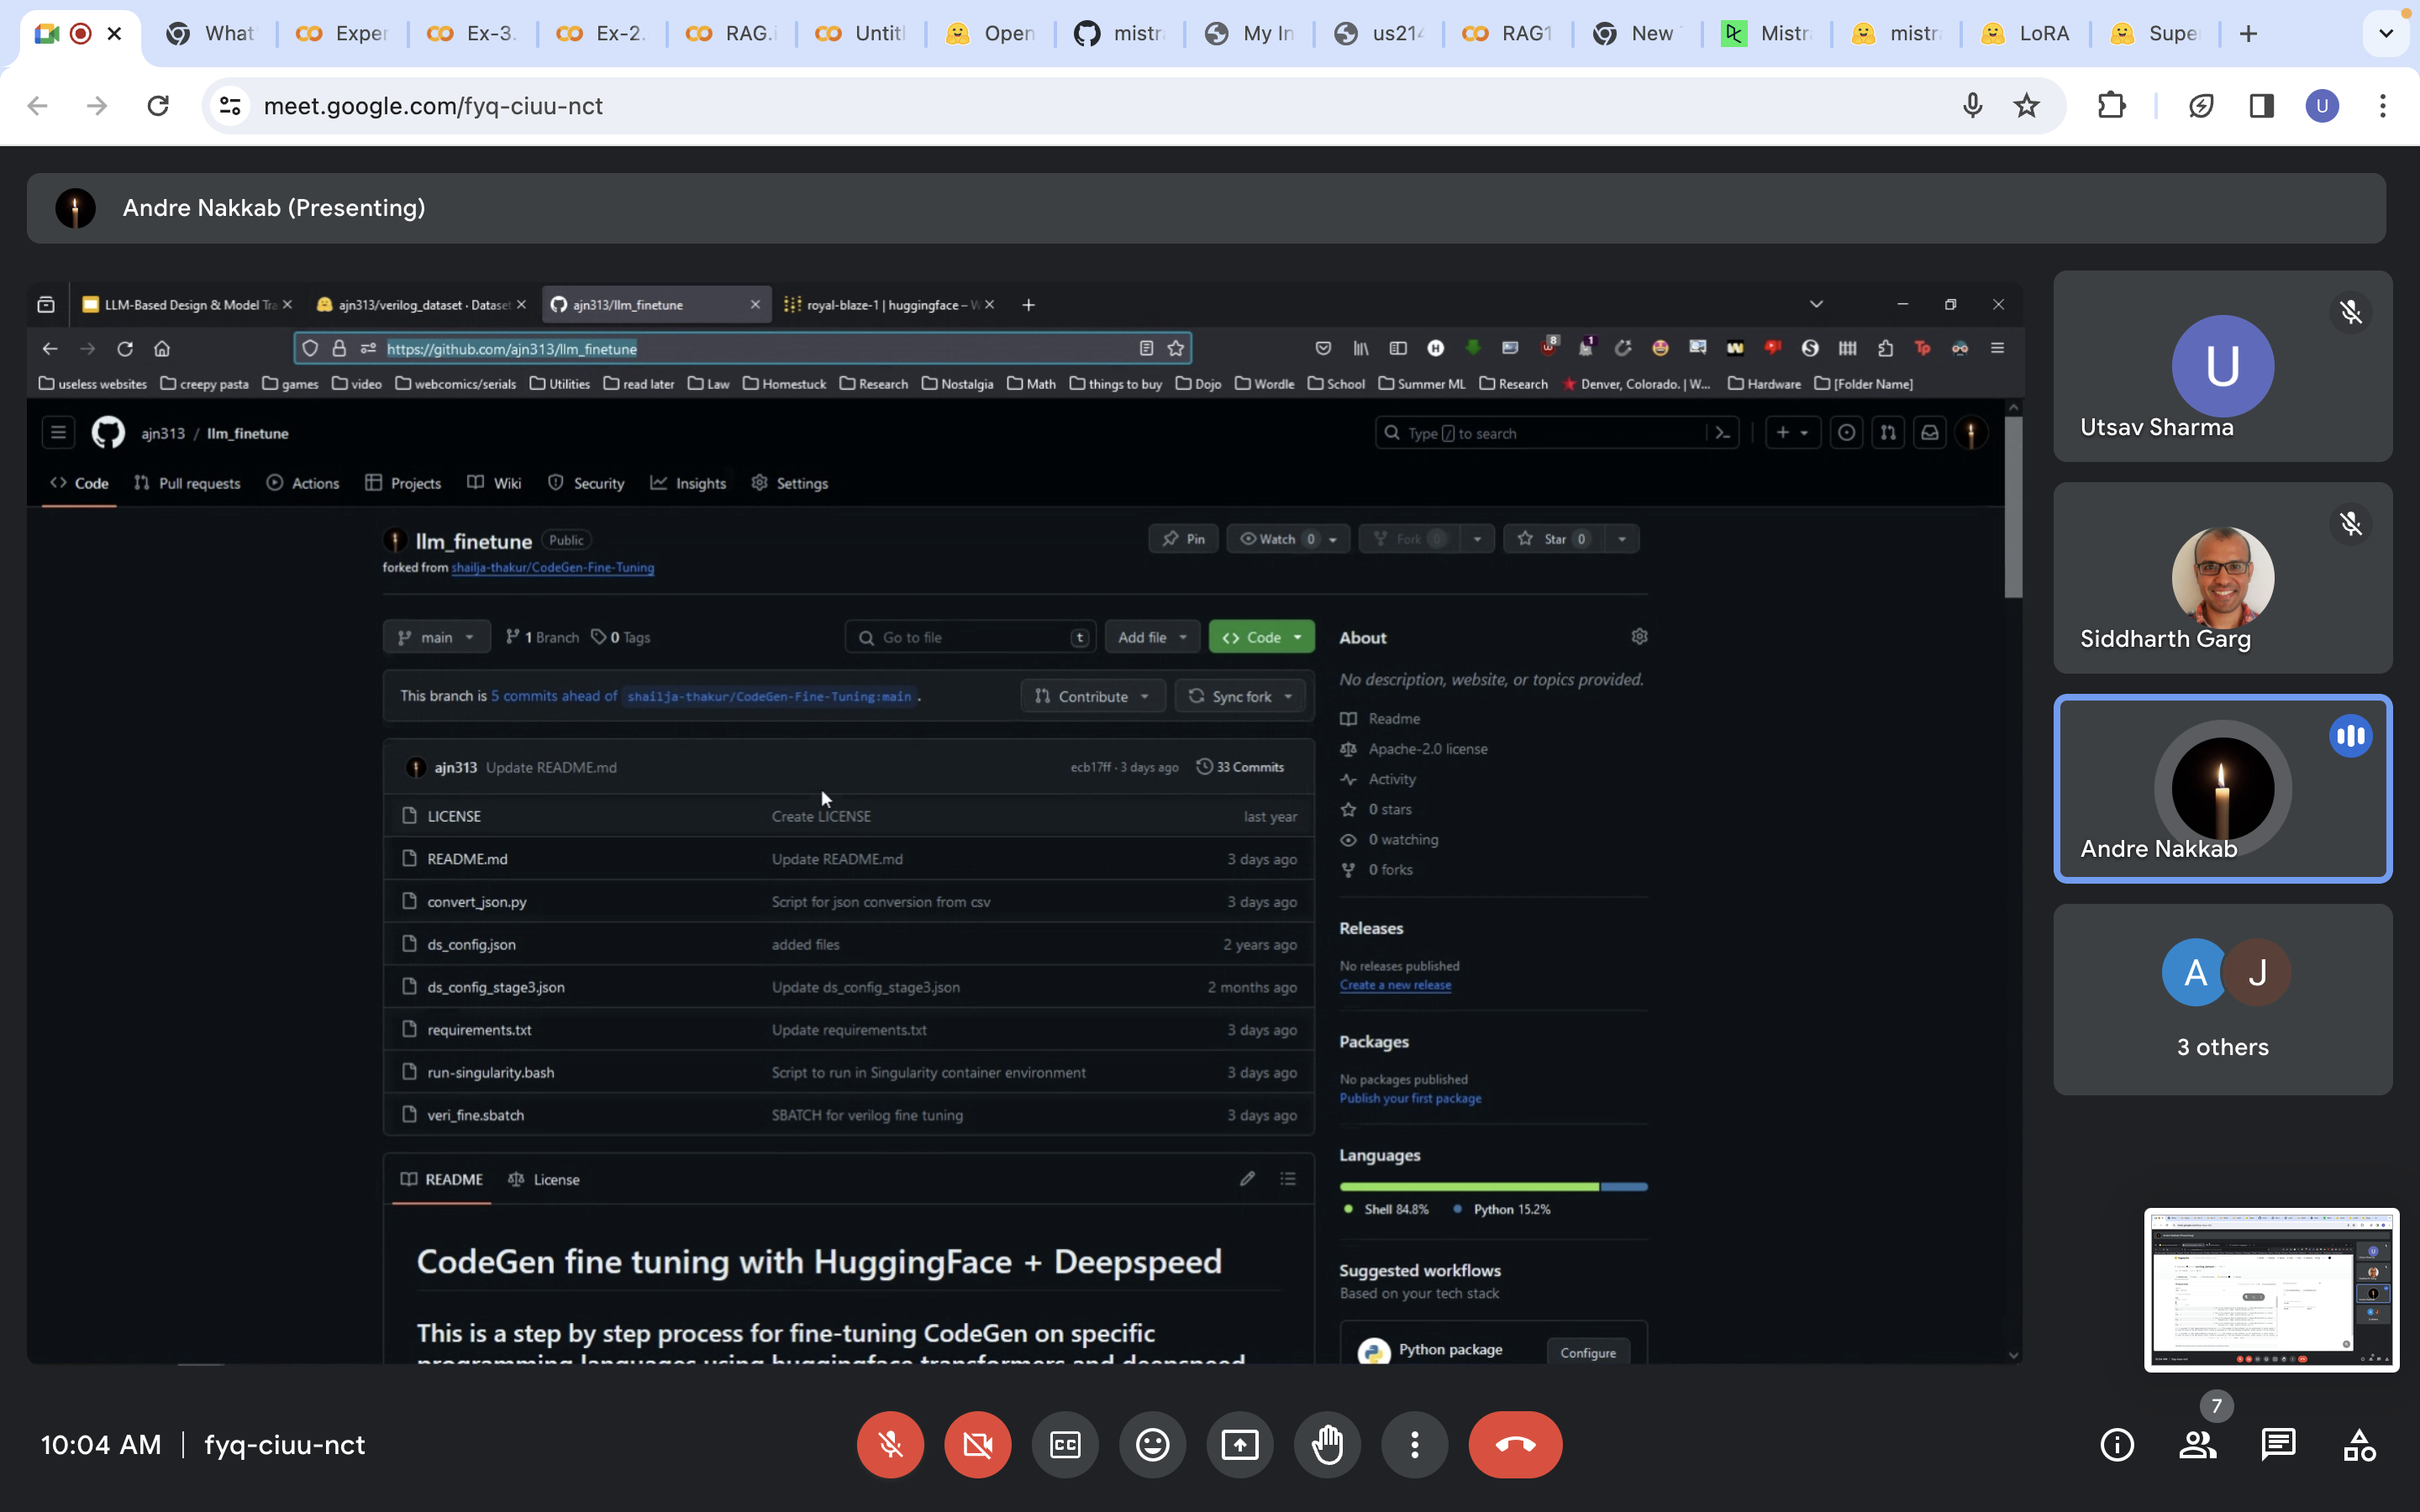 What'
Exper
Ex-3.
Ex-2.
RAG.i
Untitl
Open
mistr
My In
us214
RAG1
New
Mistr
mistr
LoRA
Supe
meet.google.com/fyq-ciuu-nct
U
Andre Nakkab (Presenting)
LLM-Based Design & Model Tra
ajn313/verilog_dataset · Dataset
ajn313/llm_finetune
royal-blaze-1 | huggingface – W
https://github.com/ajn313/llm_finetune
useless websites creepy pasta games video webcomics/serials Utilities read later Law Homestuck Research Nostalgia Math things to buy Dojo Wordle School Summer ML Research Denver, Colorado. | W... Hardware [Folder Name]
ajn313 / llm_finetune
Type / to search
Code Pull requests Actions Projects Wiki Security Insights Settings
llm_finetune Public
Pin Watch 0 Fork 0 Star 0
forked from shailja-thakur/CodeGen-Fine-Tuning
main 1 Branch 0 Tags
Go to file t
Add file
Code
This branch is 5 commits ahead of shailja-thakur/CodeGen-Fine-Tuning:main .
Contribute
Sync fork
ajn313 Update README.md ecb17ff · 3 days ago 33 Commits
LICENSE Create LICENSE last year
README.md Update README.md 3 days ago
convert_json.py Script for json conversion from csv 3 days ago
ds_config.json added files 2 years ago
ds_config_stage3.json Update ds_config_stage3.json 2 months ago
requirements.txt Update requirements.txt 3 days ago
run-singularity.bash Script to run in Singularity container environment 3 days ago
veri_fine.sbatch SBATCH for verilog fine tuning 3 days ago
README License
CodeGen fine tuning with HuggingFace + Deepspeed
This is a step by step process for fine-tuning CodeGen on specific
programming languages using huggingface transformers and deepspeed
About
No description, website, or topics provided.
Readme
Apache-2.0 license
Activity
0 stars
0 watching
0 forks
Releases
No releases published
Create a new release
Packages
No packages published
Publish your first package
Languages
Shell 84.8% Python 15.2%
Suggested workflows
Based on your tech stack
Python package
Configure
U
Utsav Sharma
Siddharth Garg
Andre Nakkab
A J
3 others
10:04 AM | fyq-ciuu-nct
CC
7